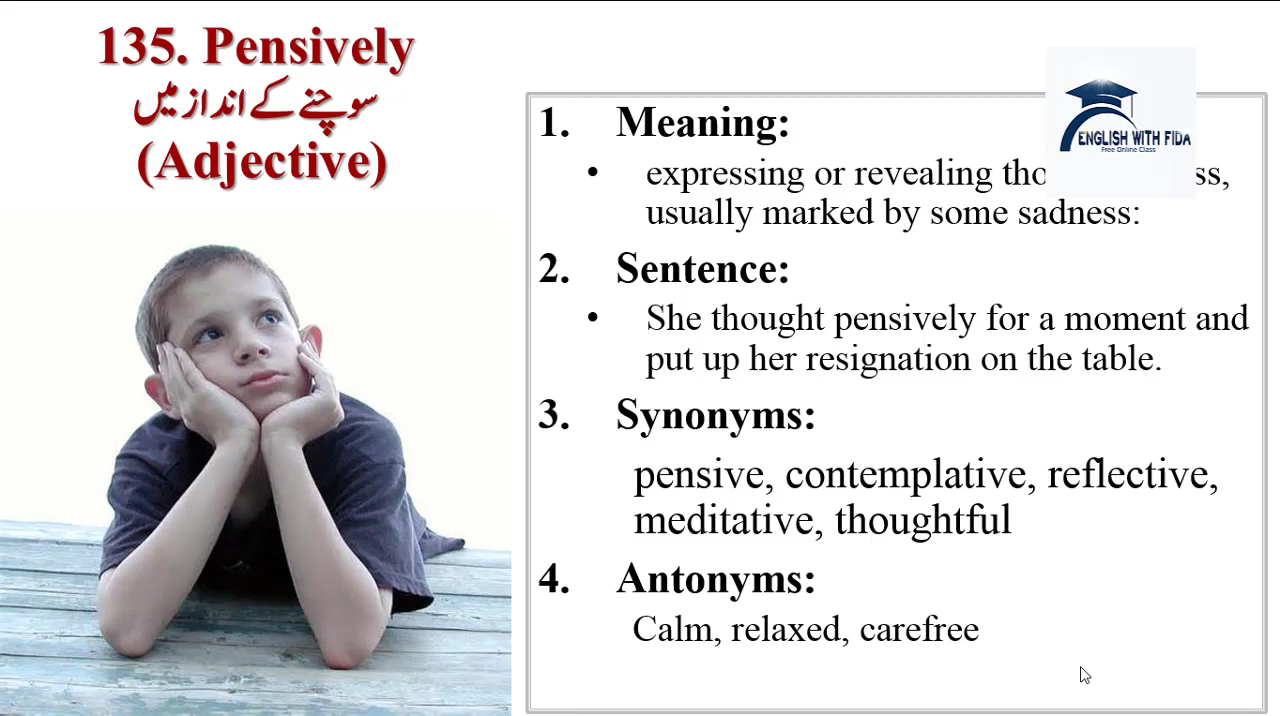 135. Pensively
سوچنے کے انداز میں
(Adjective)
ENGLISH WITH FIDA
Free Online Class
1. Meaning:
• expressing or revealing
usually marked by some sadness:
2. Sentence:
• She thought pensively for a moment and
put up her resignation on the table.
3. Synonyms:
pensive, contemplative, reflective,
meditative, thoughtful
4. Antonyms:
Calm, relaxed, carefree